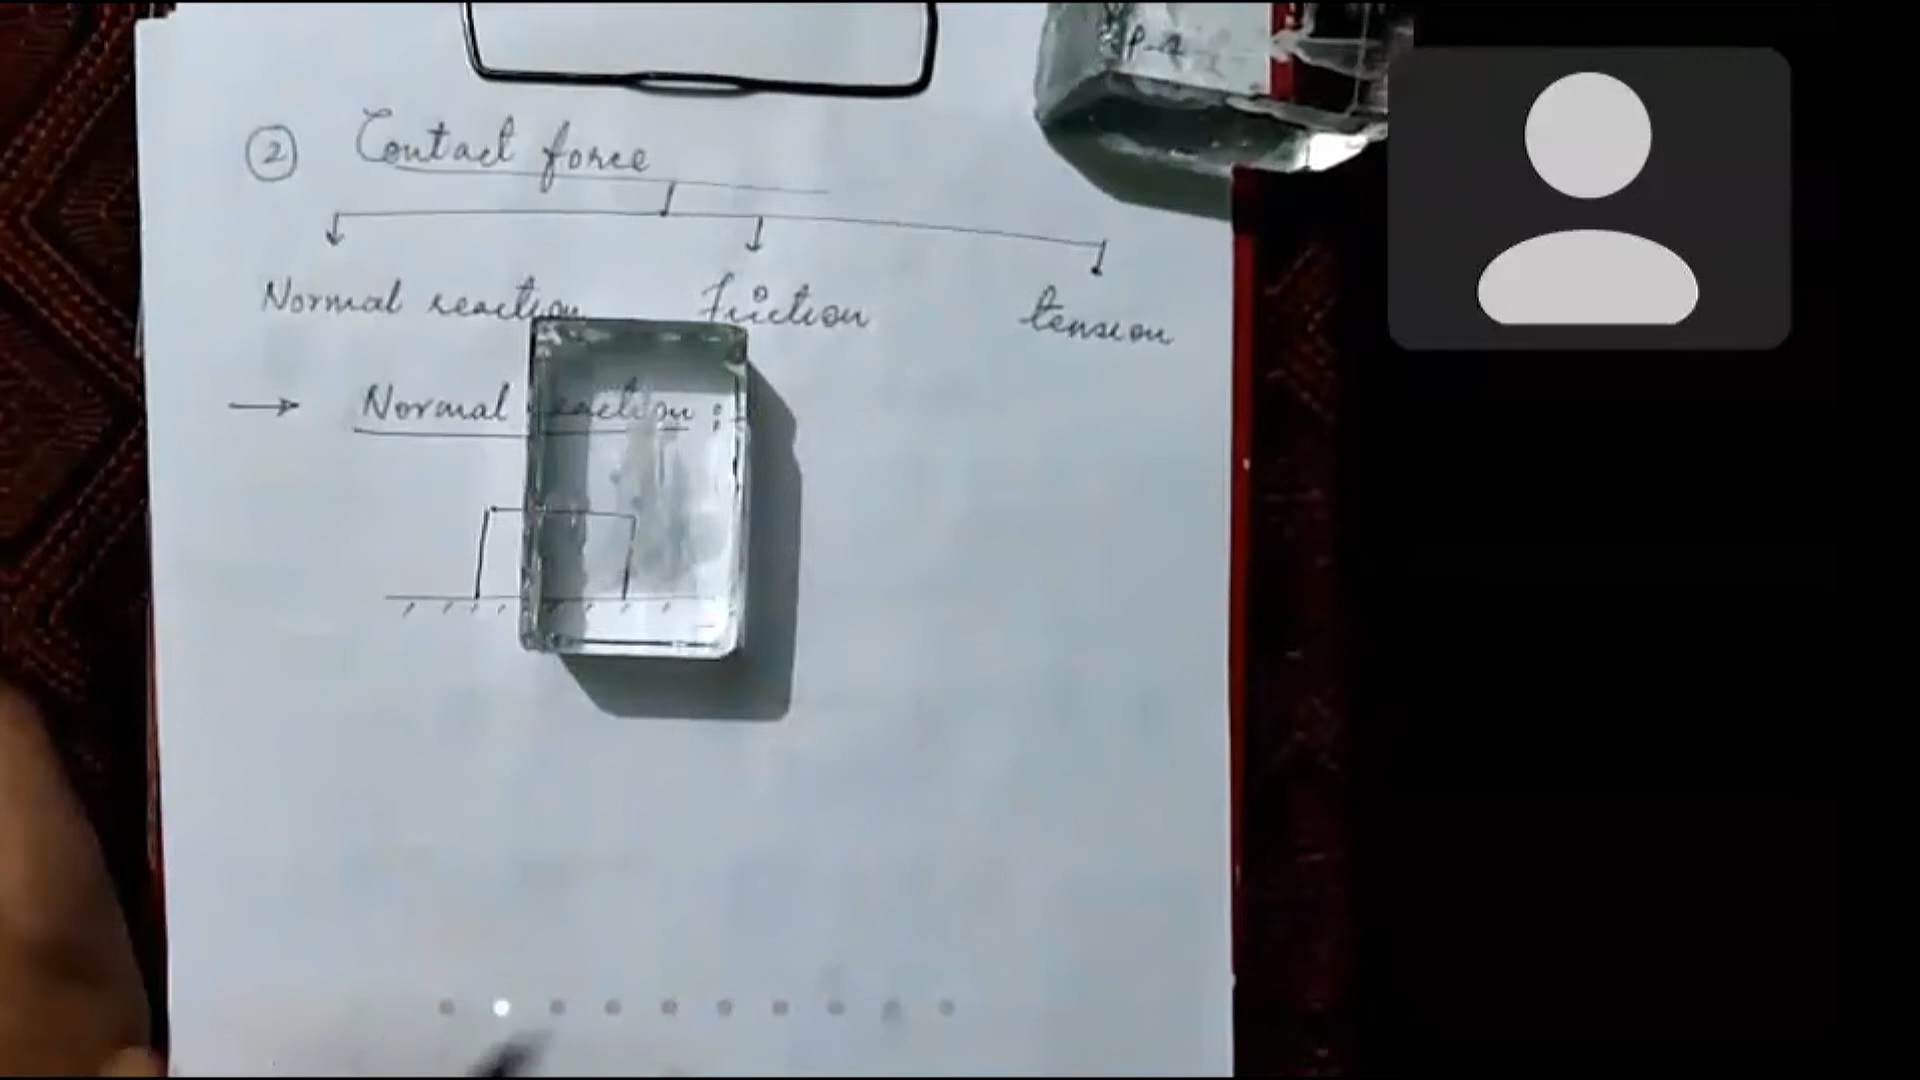 ② Contact force
Normal reaction friction tension
→ Normal reaction :